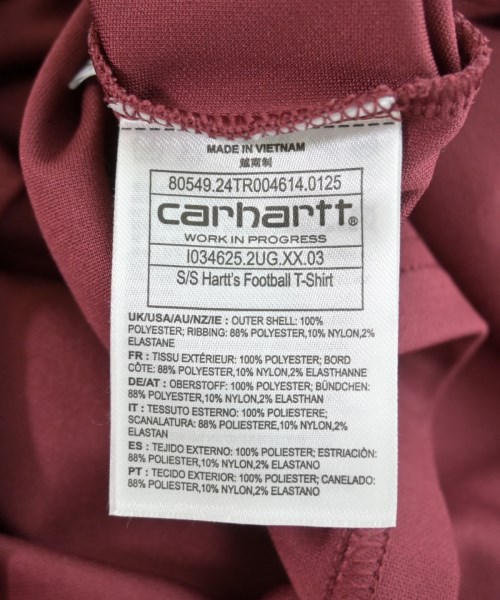 MADE IN VIETNAM
越南制
80549.24TR004614.0125
carhartt®
WORK IN PROGRESS
I034625.2UG.XX.03
S/S Hartt's Football T-Shirt
UK/USA/AU/NZ/IE : OUTER SHELL: 100%
POLYESTER; RIBBING: 88% POLYESTER,10% NYLON,2%
ELASTANE
FR : TISSU EXTÉRIEUR: 100% POLYESTER; BORD
CÔTE: 88% POLYESTER,10% NYLON,2% ELASTHANNE
DE/AT : OBERSTOFF: 100% POLYESTER; BÜNDCHEN:
88% POLYESTER,10% NYLON,2% ELASTHAN
IT : TESSUTO ESTERNO: 100% POLIESTERE;
SCANALATURA: 88% POLIESTERE,10% NYLON,2%
ELASTAN
ES : TEJIDO EXTERNO: 100% POLIESTER; ESTRIACIÓN:
88% POLIESTER,10% NYLON,2% ELASTANO
PT : TECIDO EXTERIOR: 100% POLIESTER; CANELADO:
88% POLIESTER,10% NYLON,2% ELASTANO